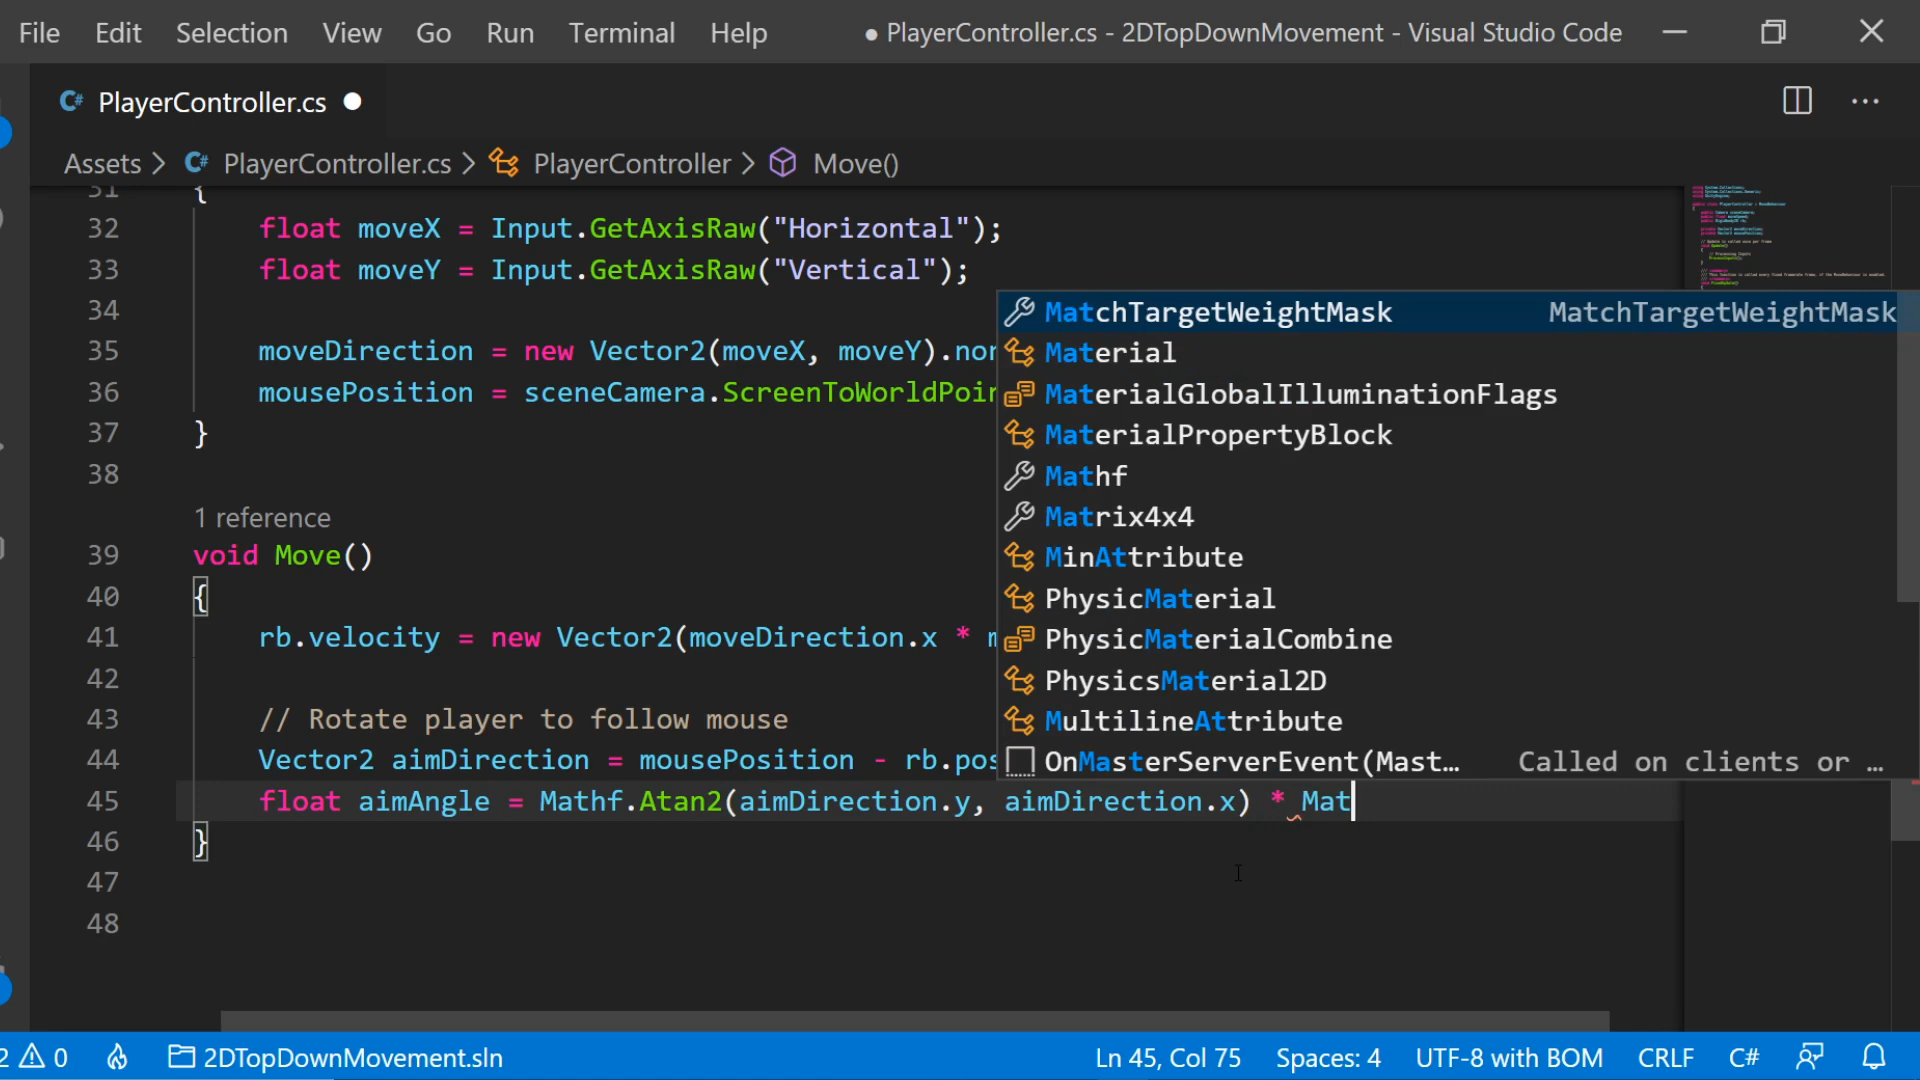 File Edit Selection View Go Run Terminal Help ● PlayerController.cs - 2DTopDownMovement - Visual Studio Code
C# PlayerController.cs ●
Assets > C# PlayerController.cs > PlayerController > Move()
31 {
32 float moveX = Input.GetAxisRaw("Horizontal");
33 float moveY = Input.GetAxisRaw("Vertical");
34
35 moveDirection = new Vector2(moveX, moveY).nor
36 mousePosition = sceneCamera.ScreenToWorldPoin
37 }
38
1 reference
39 void Move()
40 {
41 rb.velocity = new Vector2(moveDirection.x * m
42
43 // Rotate player to follow mouse
44 Vector2 aimDirection = mousePosition - rb.pos
45 float aimAngle = Mathf.Atan2(aimDirection.y, aimDirection.x) * Mat
46 }
47
48
MatchTargetWeightMask MatchTargetWeightMask
Material
MaterialGlobalIlluminationFlags
MaterialPropertyBlock
Mathf
Matrix4x4
MinAttribute
PhysicMaterial
PhysicMaterialCombine
PhysicsMaterial2D
MultilineAttribute
OnMasterServerEvent(Mast… Called on clients or …
2 0 2DTopDownMovement.sln Ln 45, Col 75 Spaces: 4 UTF-8 with BOM CRLF C#